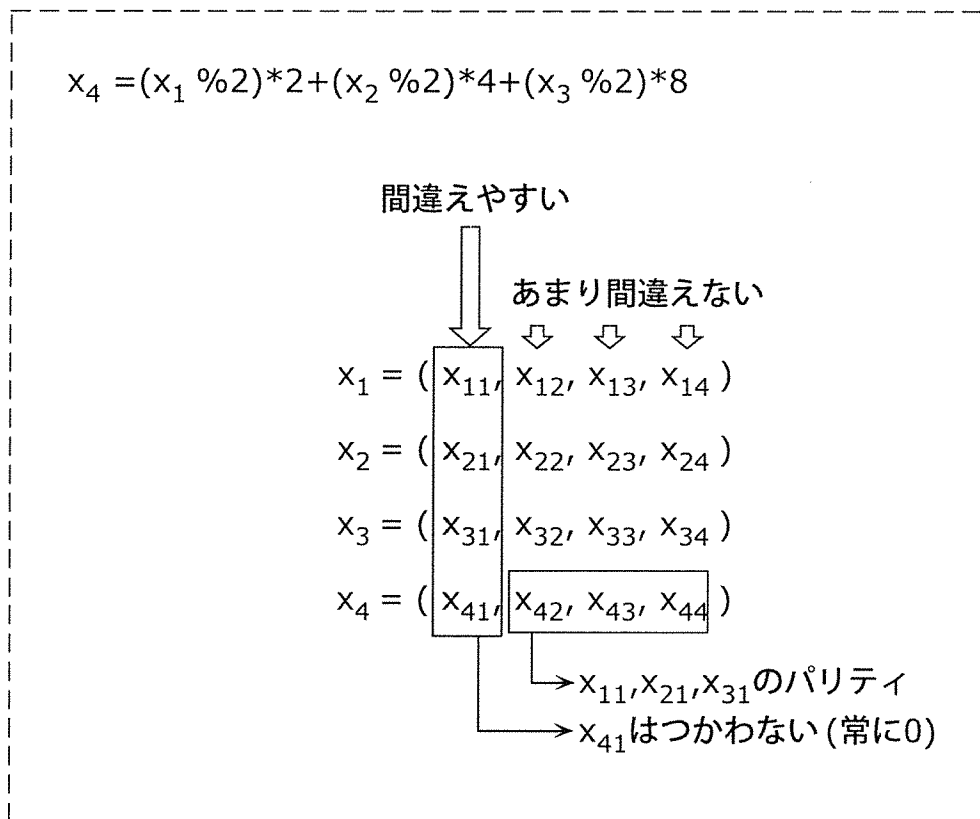 x₄ =(x₁ %2)*2+(x₂ %2)*4+(x₃ %2)*8
間違えやすい
あまり間違えない
x₁ = ( x₁₁, x₁₂, x₁₃, x₁₄ )
x₂ = ( x₂₁, x₂₂, x₂₃, x₂₄ )
x₃ = ( x₃₁, x₃₂, x₃₃, x₃₄ )
x₄ = ( x₄₁, x₄₂, x₄₃, x₄₄ )
x₁₁,x₂₁,x₃₁のパリティ
x₄₁はつかわない (常に0)